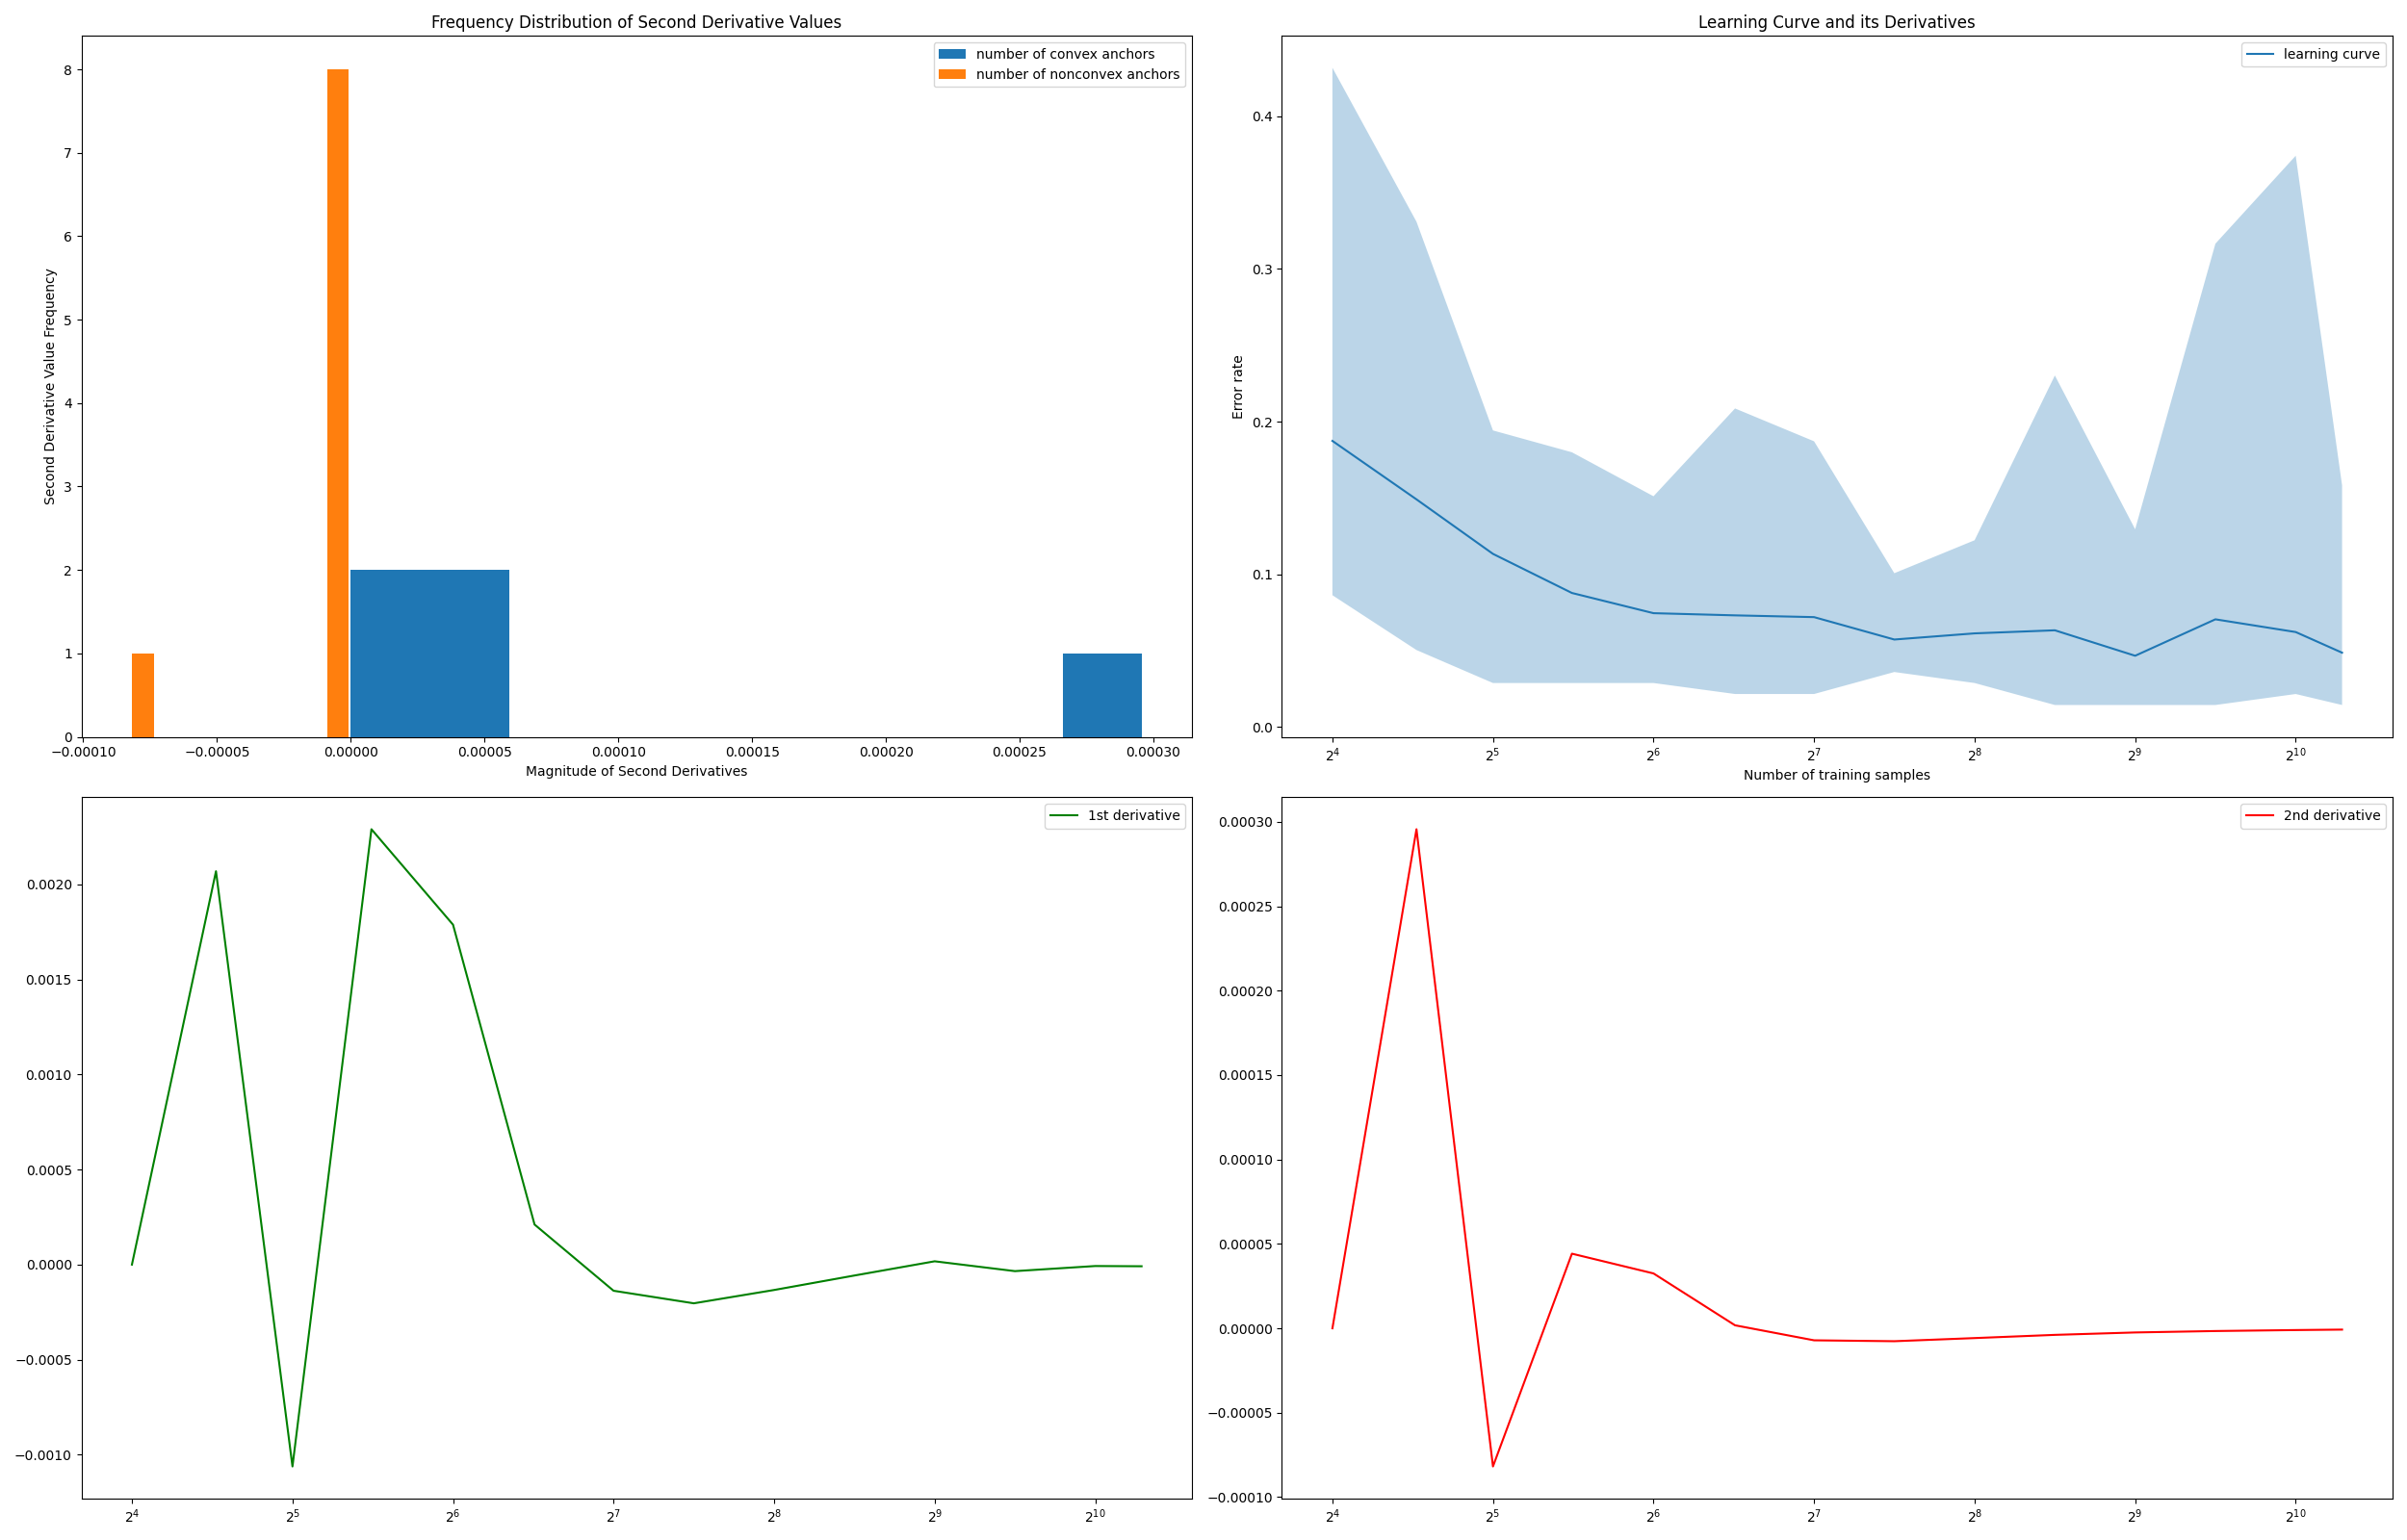 Frequency Distribution of Second Derivative Values
number of convex anchors
number of nonconvex anchors
8
7
6
5
4
3
2
1
0
Second Derivative Value Frequency
−0.00010 −0.00005 0.00000 0.00005 0.00010 0.00015 0.00020 0.00025 0.00030
Magnitude of Second Derivatives
Learning Curve and its Derivatives
learning curve
0.4
0.3
0.2
0.1
0.0
Error rate
2⁴ 2⁵ 2⁶ 2⁷ 2⁸ 2⁹ 2¹⁰
Number of training samples
1st derivative
0.0020
0.0015
0.0010
0.0005
0.0000
−0.0005
−0.0010
2⁴ 2⁵ 2⁶ 2⁷ 2⁸ 2⁹ 2¹⁰
2nd derivative
0.00030
0.00025
0.00020
0.00015
0.00010
0.00005
0.00000
−0.00005
−0.00010
2⁴ 2⁵ 2⁶ 2⁷ 2⁸ 2⁹ 2¹⁰